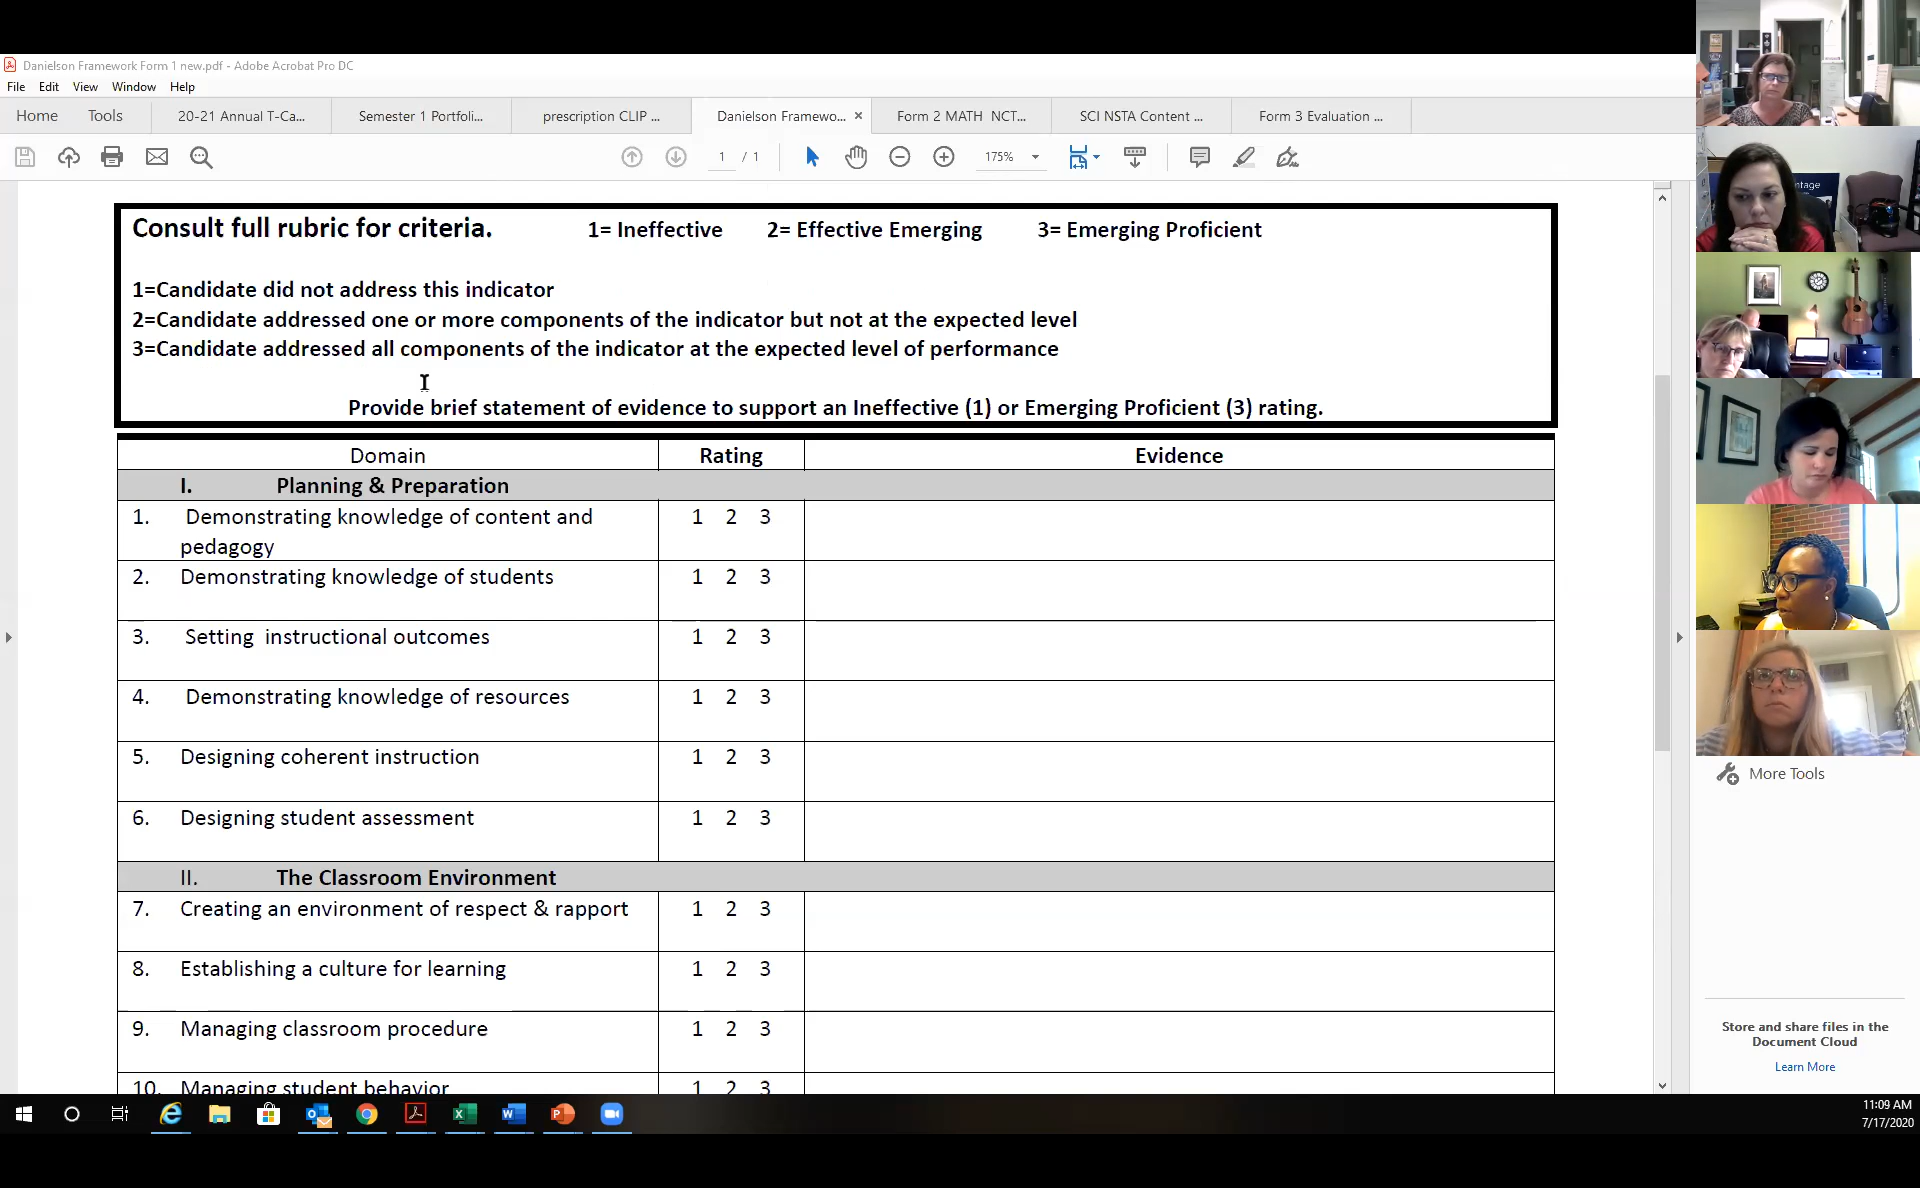 Danielson Framework Form 1 new.pdf - Adobe Acrobat Pro DC
File Edit View Window Help
Home Tools 20-21 Annual T-Ca... Semester 1 Portfoli... prescription CLIP ... Danielson Framewo... × Form 2 MATH NCT... SCI NSTA Content ... Form 3 Evaluation ...
1 / 1 175%
Consult full rubric for criteria. 1= Ineffective 2= Effective Emerging 3= Emerging Proficient
1=Candidate did not address this indicator
2=Candidate addressed one or more components of the indicator but not at the expected level
3=Candidate addressed all components of the indicator at the expected level of performance
Provide brief statement of evidence to support an Ineffective (1) or Emerging Proficient (3) rating.
Domain Rating Evidence
I. Planning & Preparation
1. Demonstrating knowledge of content and
pedagogy 1 2 3
2. Demonstrating knowledge of students 1 2 3
3. Setting instructional outcomes 1 2 3
4. Demonstrating knowledge of resources 1 2 3
5. Designing coherent instruction 1 2 3
6. Designing student assessment 1 2 3
II. The Classroom Environment
7. Creating an environment of respect & rapport 1 2 3
8. Establishing a culture for learning 1 2 3
9. Managing classroom procedure 1 2 3
10. Managing student behavior 1 2 3
ntage
More Tools
Store and share files in the
Document Cloud
Learn More
11:09 AM
7/17/2020